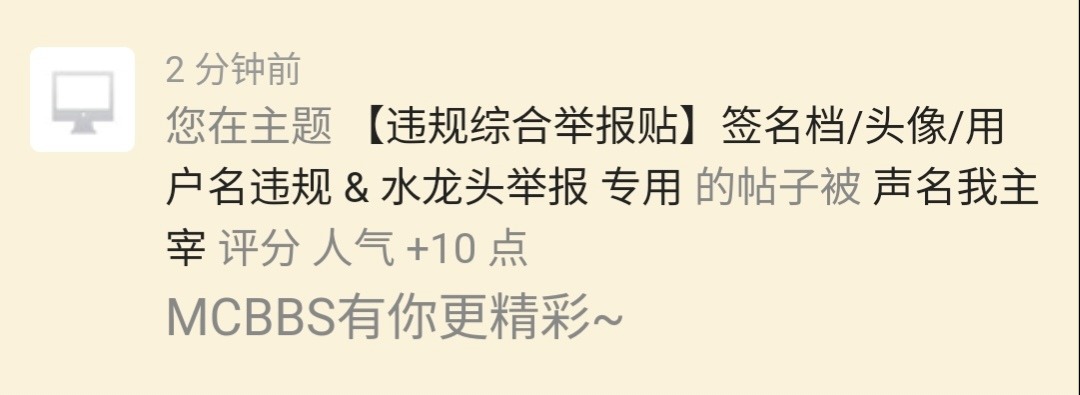 2 分钟前
您在主题 【违规综合举报贴】签名档/头像/用
户名违规 & 水龙头举报 专用 的帖子被 声名我主
宰 评分 人气 +10 点
MCBBS有你更精彩~